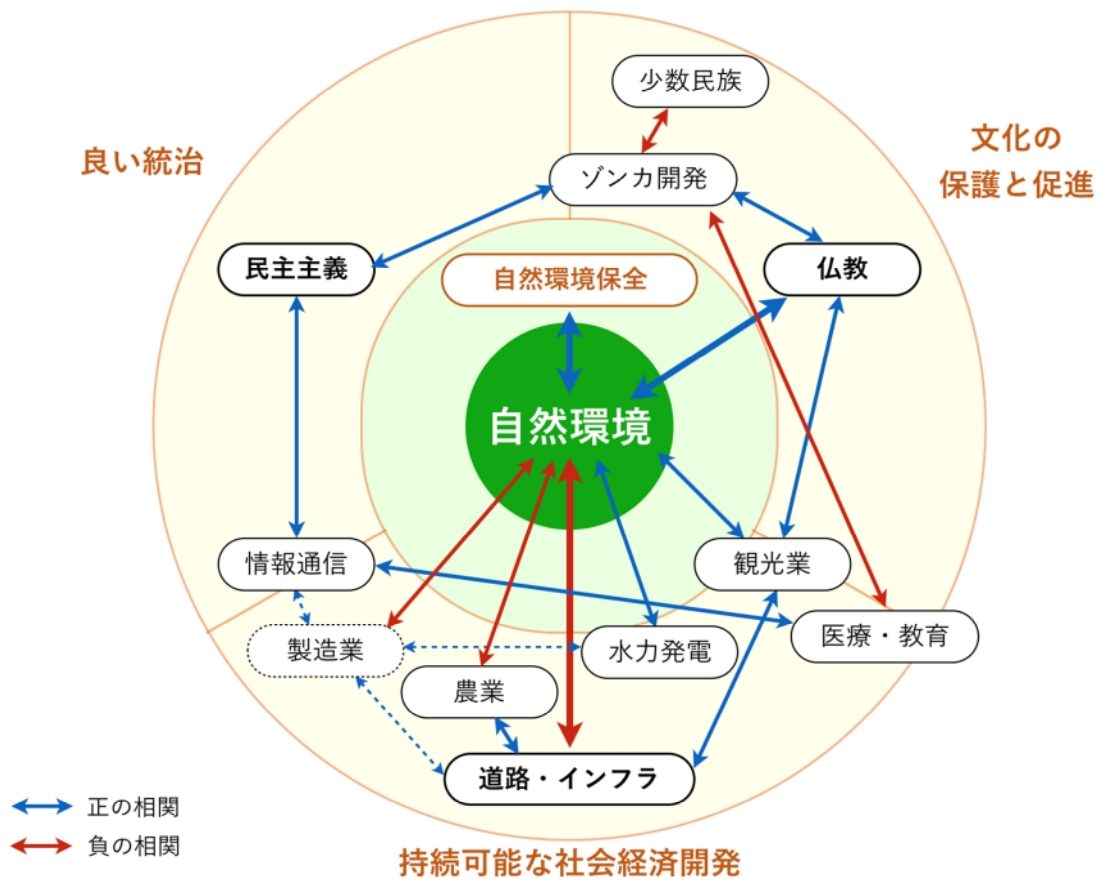 少数民族
良い統治
文化の
保護と促進
ゾンカ開発
民主主義
自然環境保全
仏教
自然環境
情報通信
観光業
製造業
水力発電
医療・教育
農業
道路・インフラ
正の相関
負の相関
持続可能な社会経済開発